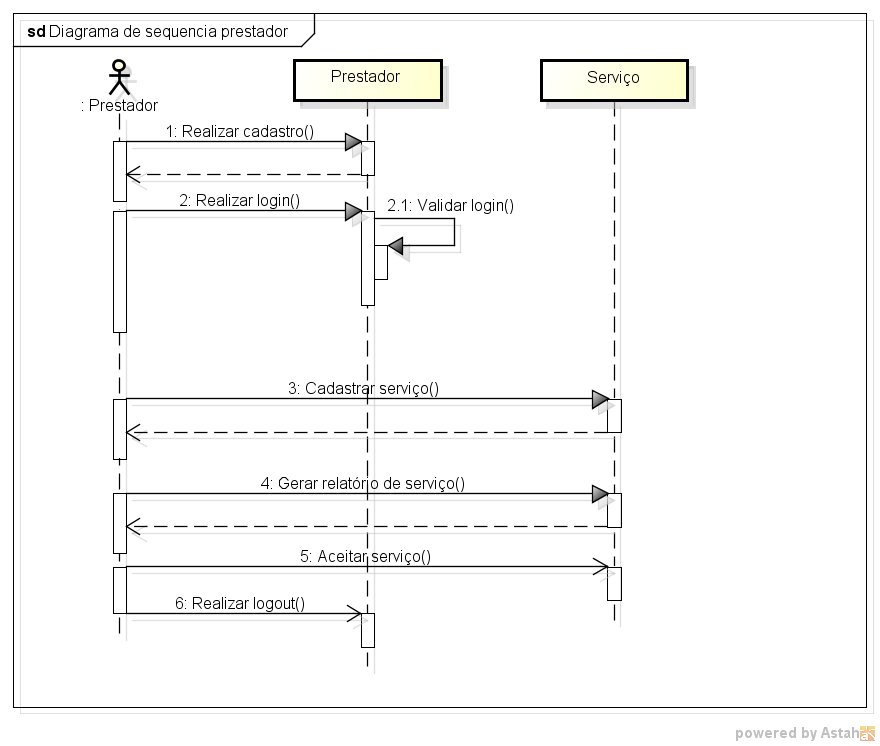 sd Diagrama de sequencia prestador
: Prestador
Prestador
Serviço
1: Realizar cadastro()
2: Realizar login()
2.1: Validar login()
3: Cadastrar serviço()
4: Gerar relatório de serviço()
5: Aceitar serviço()
6: Realizar logout()
powered by Astah